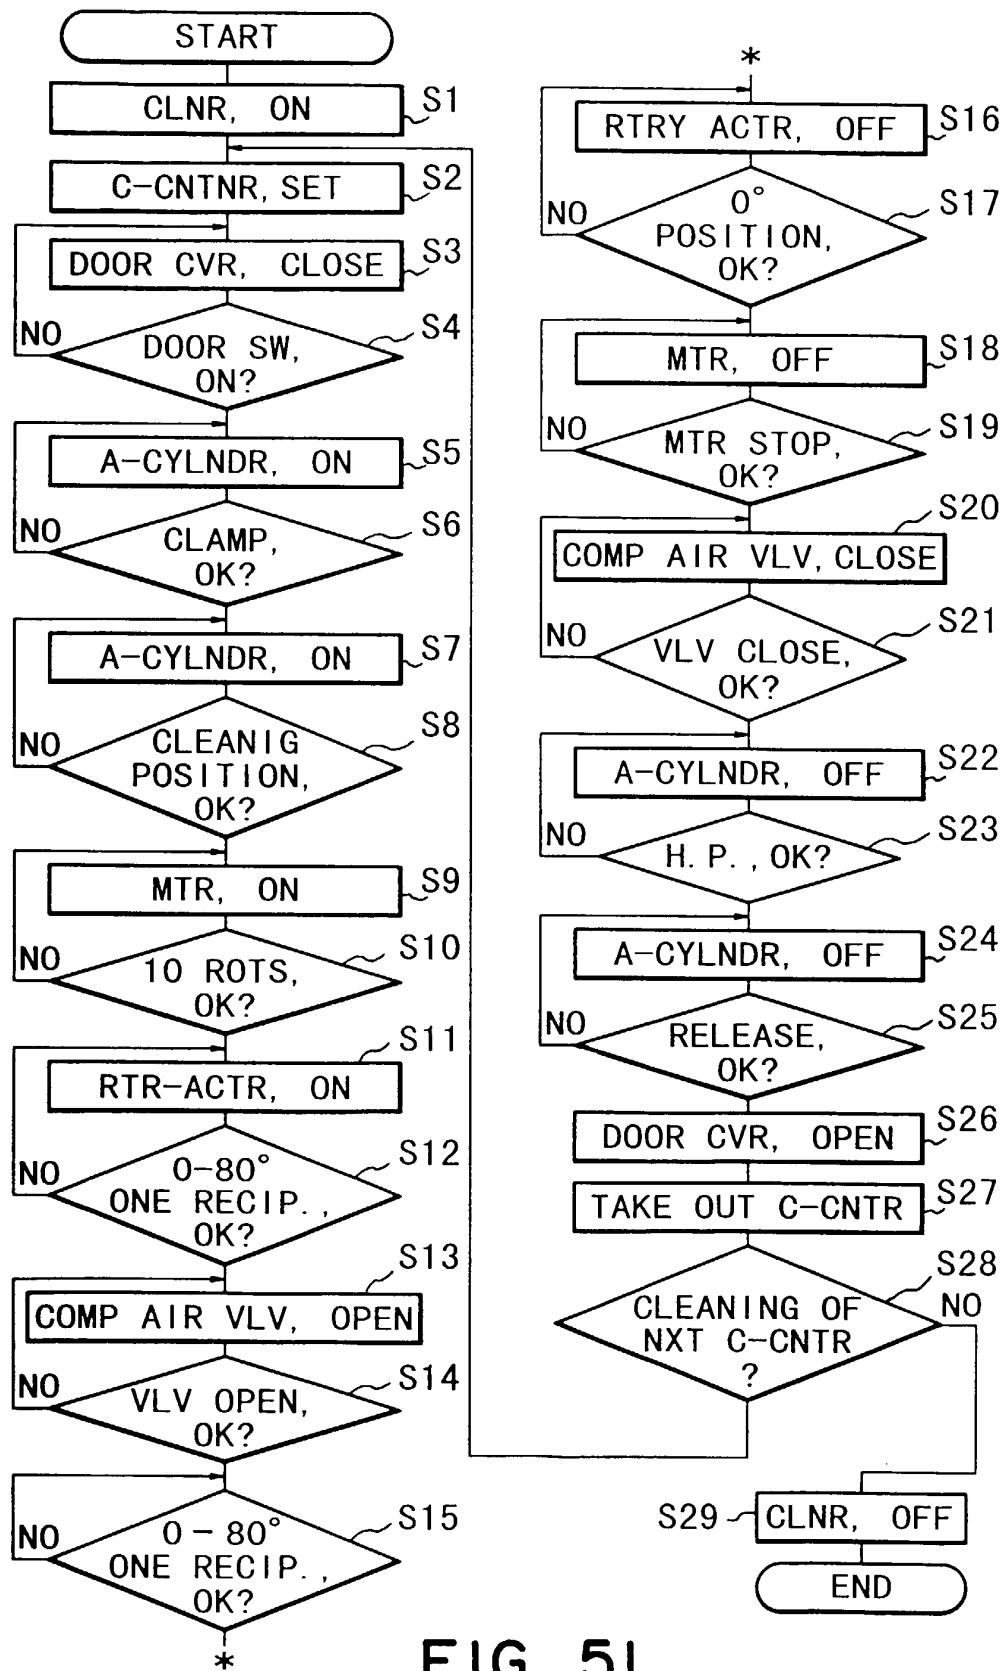 START
CLNR, ON
S1
C-CNTNR, SET
S2
DOOR CVR, CLOSE
S3
NO
DOOR SW,
ON?
S4
A-CYLNDR, ON
S5
NO
CLAMP,
OK?
S6
A-CYLNDR, ON
S7
NO
CLEANIG
POSITION,
OK?
S8
MTR, ON
S9
NO
10 ROTS,
OK?
S10
RTR-ACTR, ON
S11
NO
0-80°
ONE RECIP.,
OK?
S12
COMP AIR VLV, OPEN
S13
NO
VLV OPEN,
OK?
S14
NO
0-80°
ONE RECIP.,
OK?
S15
*
*
RTRY ACTR, OFF
S16
NO
0°
POSITION,
OK?
S17
MTR, OFF
S18
NO
MTR STOP,
OK?
S19
COMP AIR VLV, CLOSE
S20
NO
VLV CLOSE,
OK?
S21
A-CYLNDR, OFF
S22
NO
H.P., OK?
S23
A-CYLNDR, OFF
S24
NO
RELEASE,
OK?
S25
DOOR CVR, OPEN
S26
TAKE OUT C-CNTR
S27
CLEANING OF
NXT C-CNTR
?
S28
NO
S29
CLNR, OFF
END
FIG. 51